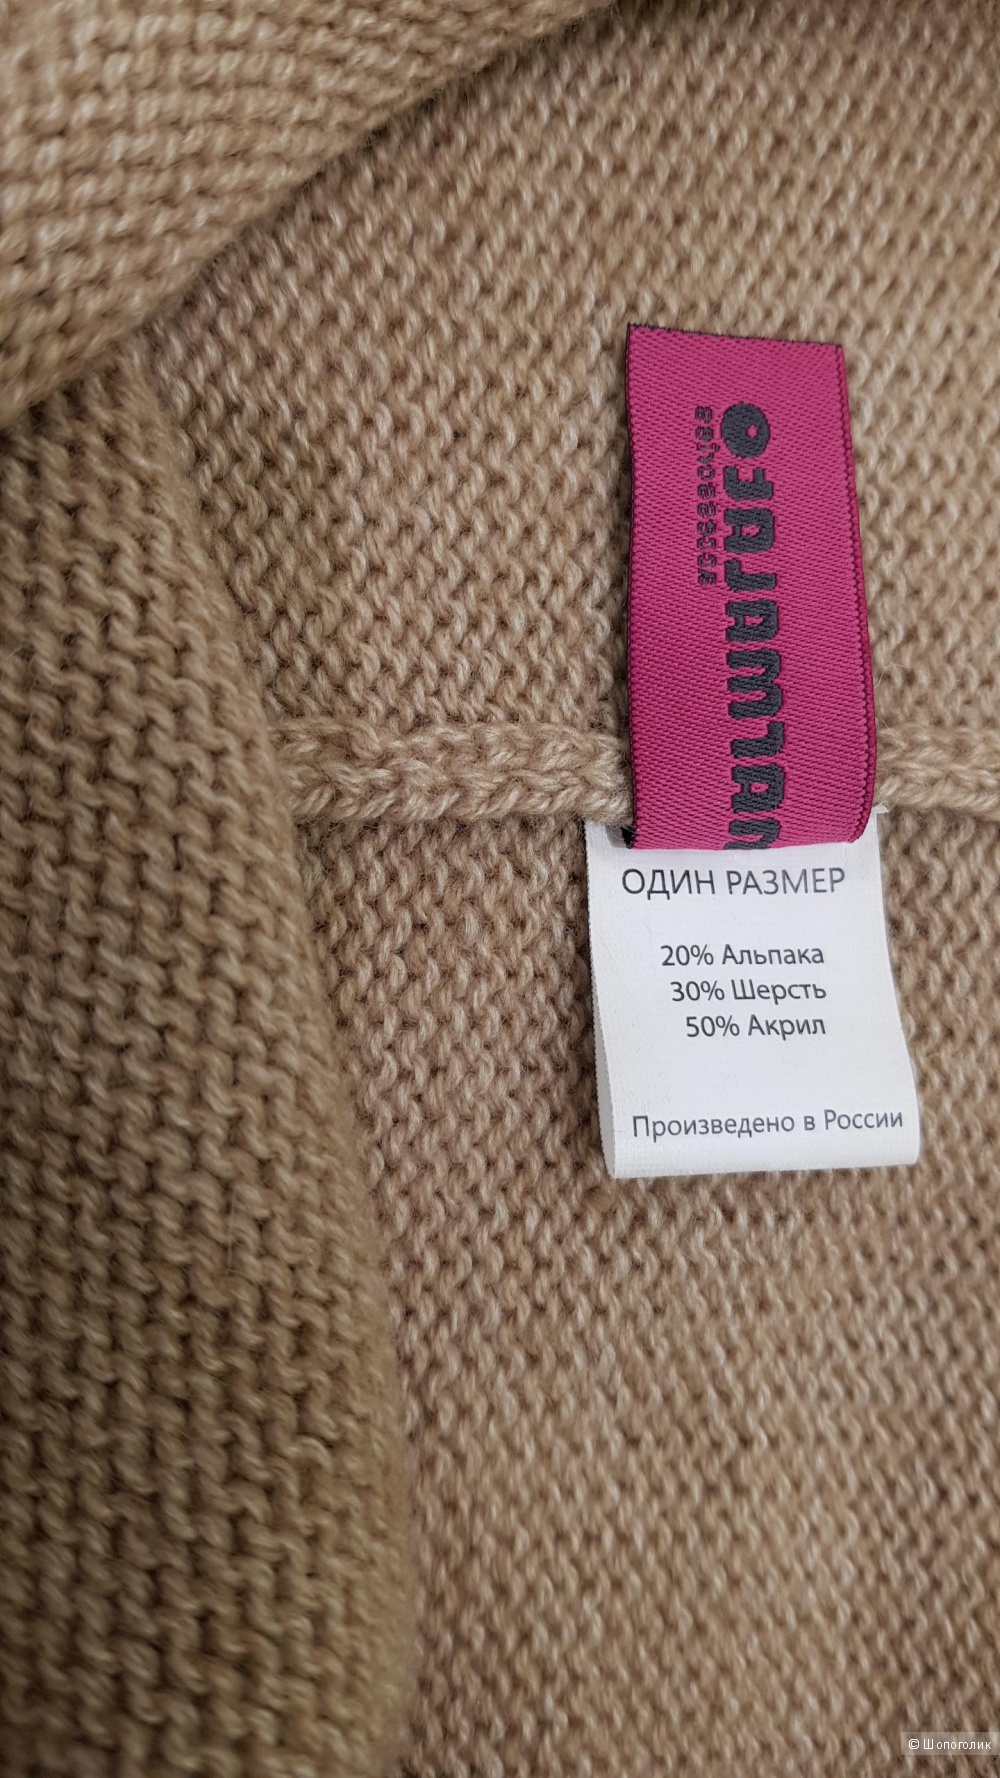 ОДИН РАЗМЕР
20% Альпака
30% Шерсть
50% Акрил
Произведено в России
© Шопоголик